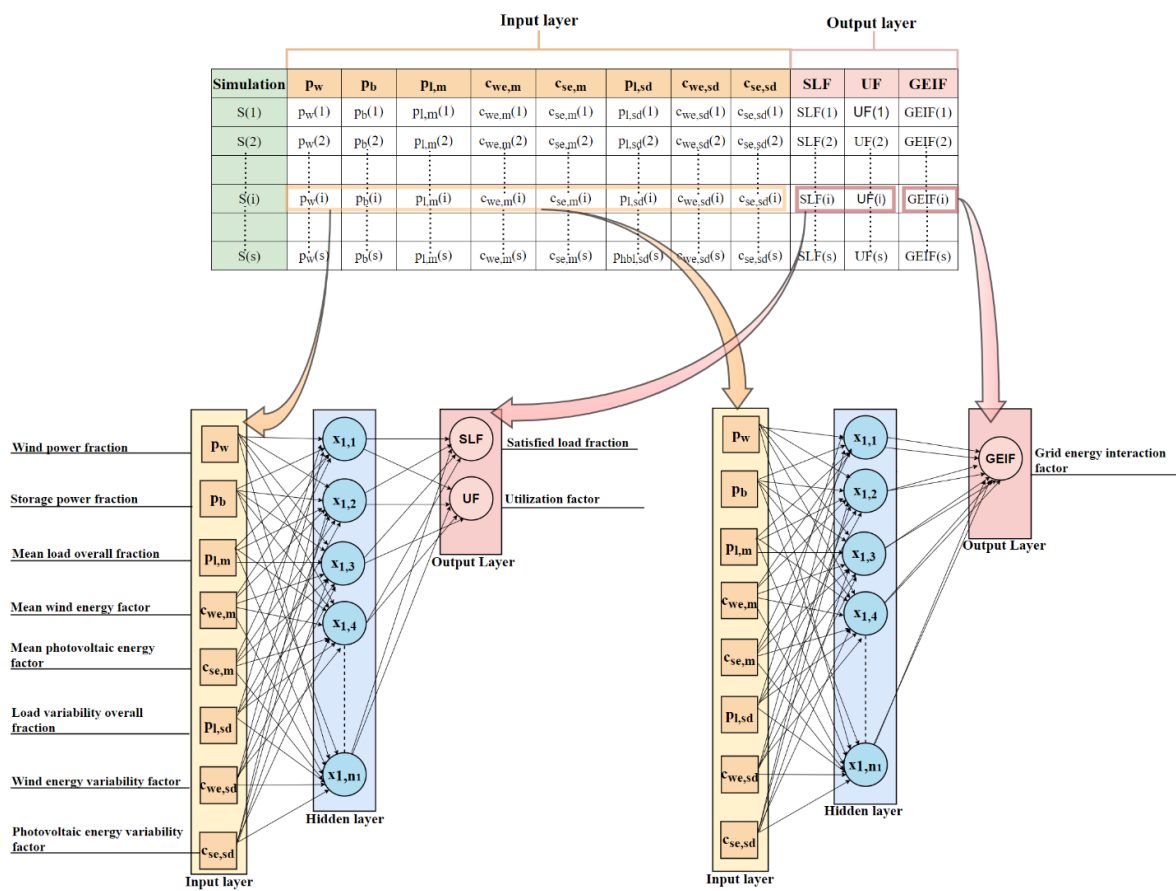 Input layer
Output layer
Simulation pw pb pl,m cwe,m cse,m pl,sd cwe,sd cse,sd SLF UF GEIF
S(1) pw(1) pb(1) pl,m(1) cwe,m(1) cse,m(1) pl,sd(1) cwe,sd(1) cse,sd(1) SLF(1) UF(1) GEIF(1)
S(2) pw(2) pb(2) pl,m(2) cwe,m(2) cse,m(2) pl,sd(2) cwe,sd(2) cse,sd(2) SLF(2) UF(2) GEIF(2)
S(i) pw(i) pb(i) pl,m(i) cwe,m(i) cse,m(i) pl,sd(i) cwe,sd(i) cse,sd(i) SLF(i) UF(i) GEIF(i)
S(s) pw(s) pb(s) pl,m(s) cwe,m(s) cse,m(s) phbl,sd(s) cwe,sd(s) cse,sd(s) SLF(s) UF(s) GEIF(s)
Wind power fraction
Storage power fraction
Mean load overall fraction
Mean wind energy factor
Mean photovoltaic energy
factor
Load variability overall
fraction
Wind energy variability factor
Photovoltaic energy variability
factor
pw
pb
pl,m
cwe,m
cse,m
pl,sd
cwe,sd
cse,sd
Input layer
x1,1
x1,2
x1,3
x1,4
x1,n1
Hidden layer
SLF
UF
Output Layer
Satisfied load fraction
Utilization factor
pw
pb
pl,m
cwe,m
cse,m
pl,sd
cwe,sd
cse,sd
Input layer
x1,1
x1,2
x1,3
x1,4
x1,n1
Hidden layer
GEIF
Output Layer
Grid energy interaction
factor